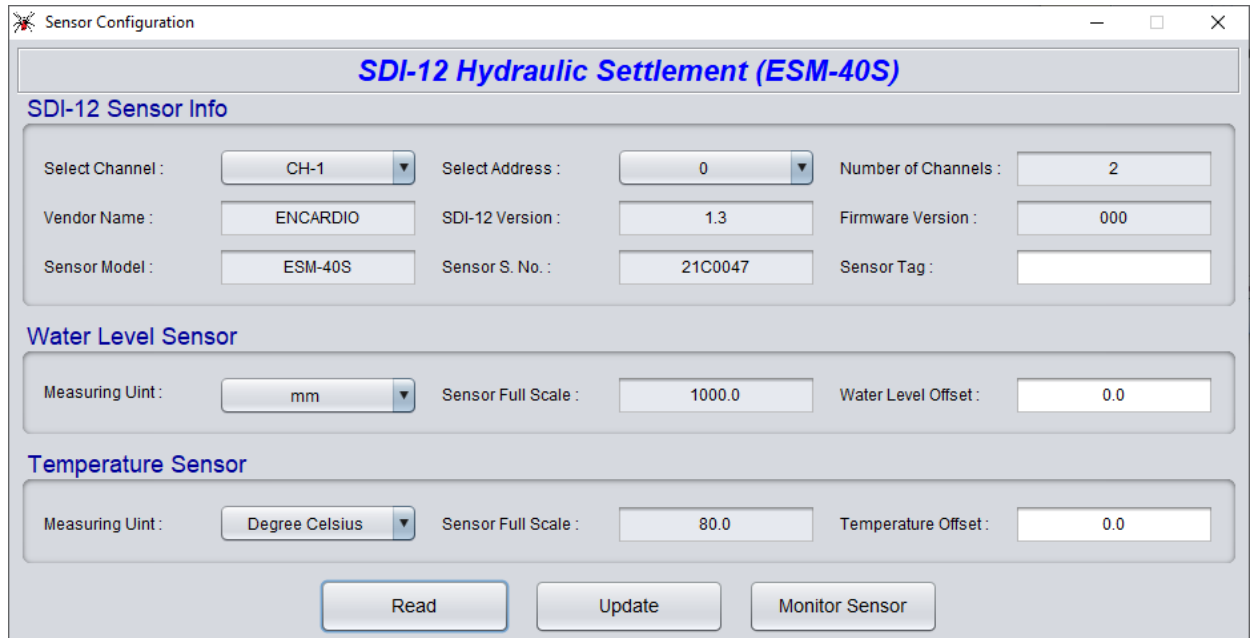 Sensor Configuration
SDI-12 Hydraulic Settlement (ESM-40S)
SDI-12 Sensor Info
Select Channel : CH-1 Select Address : 0 Number of Channels : 2
Vendor Name : ENCARDIO SDI-12 Version : 1.3 Firmware Version : 000
Sensor Model : ESM-40S Sensor S. No. : 21C0047 Sensor Tag :
Water Level Sensor
Measuring Uint : mm Sensor Full Scale : 1000.0 Water Level Offset : 0.0
Temperature Sensor
Measuring Uint : Degree Celsius Sensor Full Scale : 80.0 Temperature Offset : 0.0
Read Update Monitor Sensor